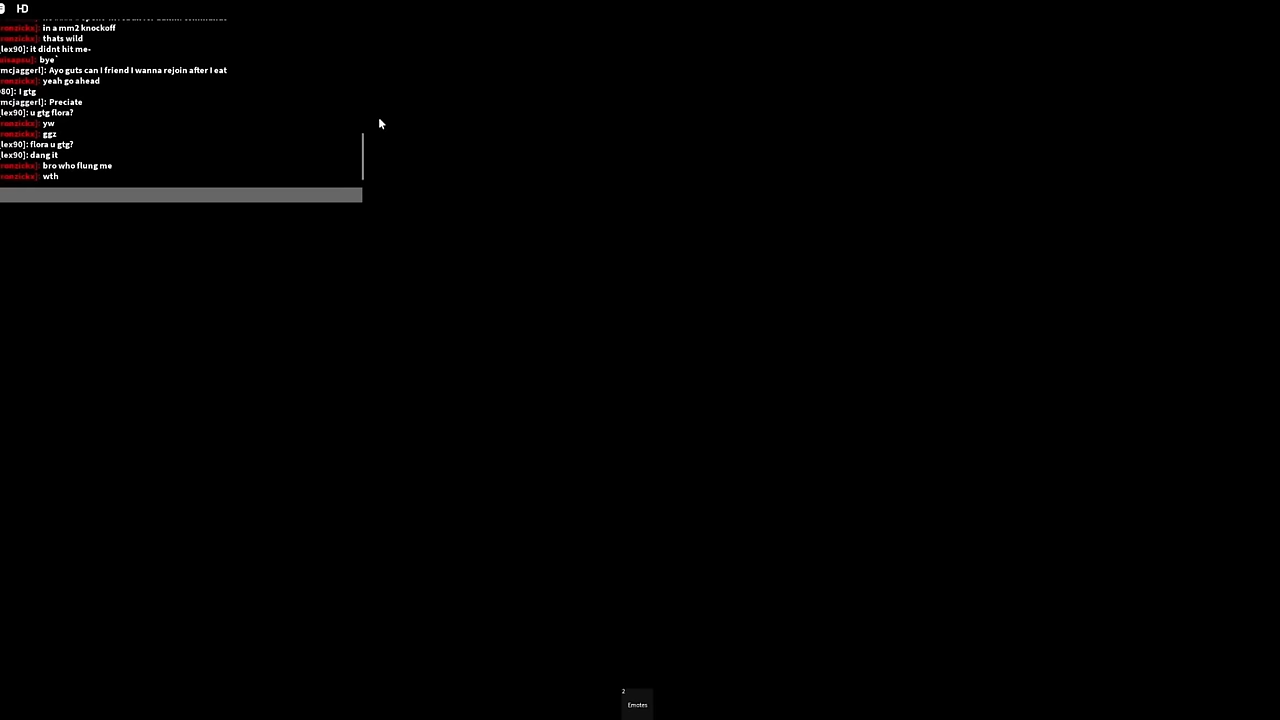 HD
in a mm2 knockoff
thats wild
lex90]: it didnt hit me-
bye`
mcjaggerl]: Ayo guts can I friend I wanna rejoin after I eat
yeah go ahead
80]: I gtg
mcjaggerl]: Preciate
lex90]: u gtg flora?
yw
ggz
lex90]: flora u gtg?
lex90]: dang it
bro who flung me
wth
2
Emotes